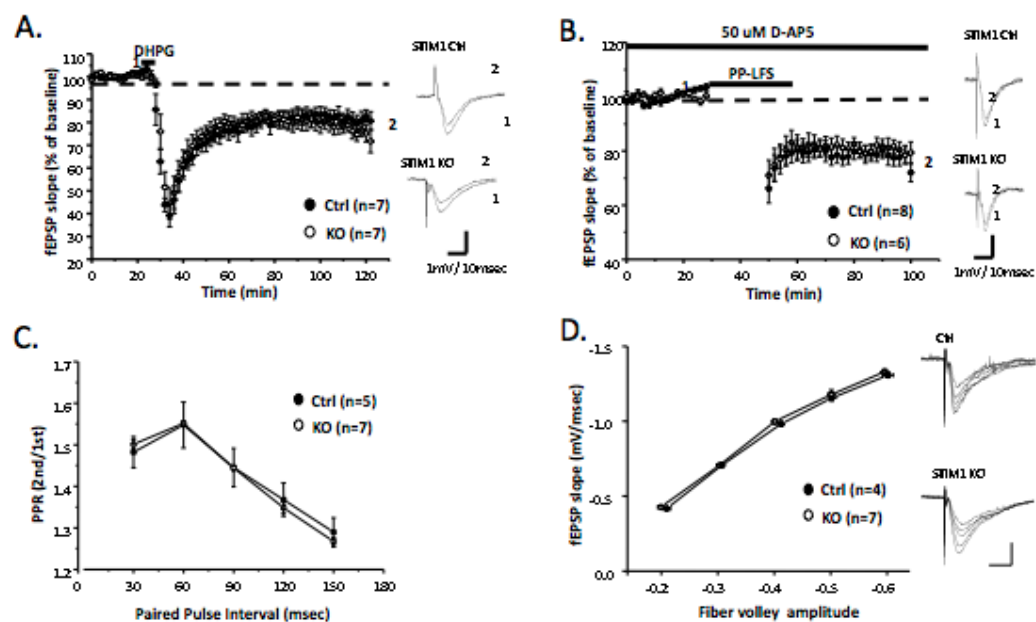 A.
DHPG
fEPSP slope (% of baseline)
110
100
90
80
70
60
50
40
30
20
0
20
40
60
80
100
120
Time (min)
Ctrl (n=7)
KO (n=7)
2
STIM1 Ctrl
2
1
STIM1 KO
2
1
1mV/10msec
B.
50 uM D-AP5
PP-LFS
1
fEPSP slope (% of baseline)
120
100
80
60
40
0
20
40
60
80
100
Time (min)
Ctrl (n=8)
KO (n=6)
2
STIM1 Ctrl
2
1
STIM1 KO
2
1
1mV/10msec
C.
PPR (2nd/1st)
1.7
1.6
1.5
1.4
1.3
1.2
30
60
90
120
150
180
Paired Pulse Interval (msec)
Ctrl (n=5)
KO (n=7)
D.
fEPSP slope (mV/msec)
-1.5
-1.0
-0.5
0.0
-0.2
-0.3
-0.4
-0.5
-0.6
Fiber volley amplitude
Ctrl (n=4)
KO (n=7)
Ctrl
STIM1 KO